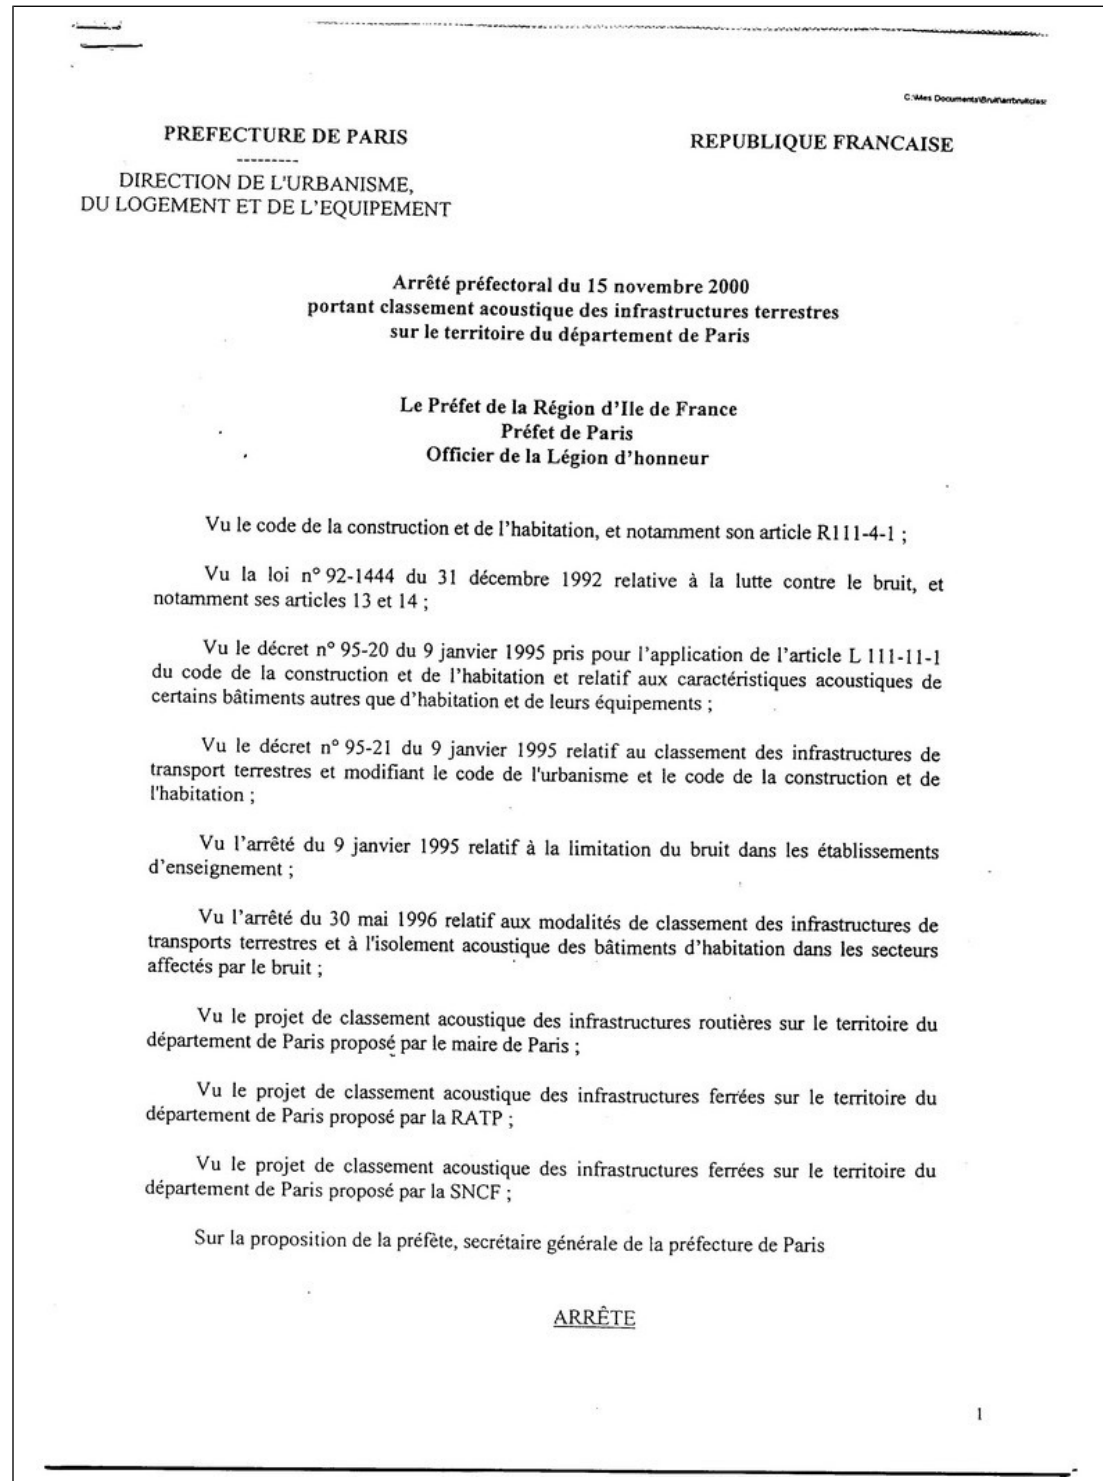 C:\Mes Documents\Bruit\arrbruitclas
PREFECTURE DE PARIS
REPUBLIQUE FRANCAISE
---------
DIRECTION DE L'URBANISME,
DU LOGEMENT ET DE L'EQUIPEMENT
Arrêté préfectoral du 15 novembre 2000
portant classement acoustique des infrastructures terrestres
sur le territoire du département de Paris
Le Préfet de la Région d'Ile de France
Préfet de Paris
Officier de la Légion d'honneur
Vu le code de la construction et de l'habitation, et notamment son article R111-4-1 ;
Vu la loi n° 92-1444 du 31 décembre 1992 relative à la lutte contre le bruit, et
notamment ses articles 13 et 14 ;
Vu le décret n° 95-20 du 9 janvier 1995 pris pour l'application de l'article L 111-11-1
du code de la construction et de l'habitation et relatif aux caractéristiques acoustiques de
certains bâtiments autres que d'habitation et de leurs équipements ;
Vu le décret n° 95-21 du 9 janvier 1995 relatif au classement des infrastructures de
transport terrestres et modifiant le code de l'urbanisme et le code de la construction et de
l'habitation ;
Vu l'arrêté du 9 janvier 1995 relatif à la limitation du bruit dans les établissements
d'enseignement ;
Vu l'arrêté du 30 mai 1996 relatif aux modalités de classement des infrastructures de
transports terrestres et à l'isolement acoustique des bâtiments d'habitation dans les secteurs
affectés par le bruit ;
Vu le projet de classement acoustique des infrastructures routières sur le territoire du
département de Paris proposé par le maire de Paris ;
Vu le projet de classement acoustique des infrastructures ferrées sur le territoire du
département de Paris proposé par la RATP ;
Vu le projet de classement acoustique des infrastructures ferrées sur le territoire du
département de Paris proposé par la SNCF ;
Sur la proposition de la préfète, secrétaire générale de la préfecture de Paris
ARRÊTE
1